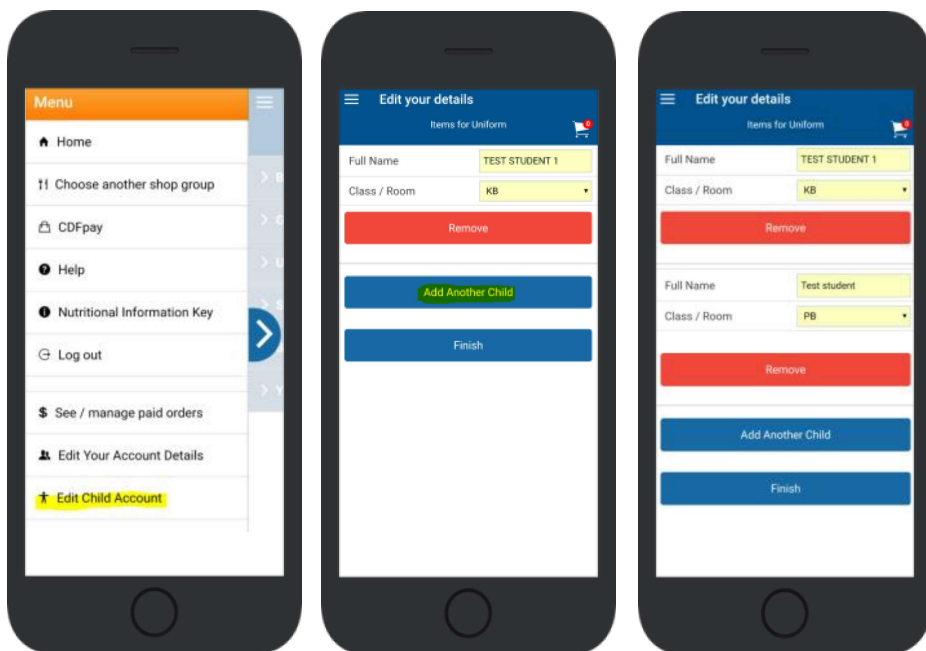 Menu
Home
Choose another shop group
CDFpay
Help
Nutritional Information Key
Log out
$ See / manage paid orders
Edit Your Account Details
Edit Child Account
Edit your details
Items for Uniform
0
Full Name TEST STUDENT 1
Class / Room KB
Remove
Add Another Child
Finish
Edit your details
Items for Uniform
0
Full Name TEST STUDENT 1
Class / Room KB
Remove
Full Name Test student
Class / Room PB
Remove
Add Another Child
Finish